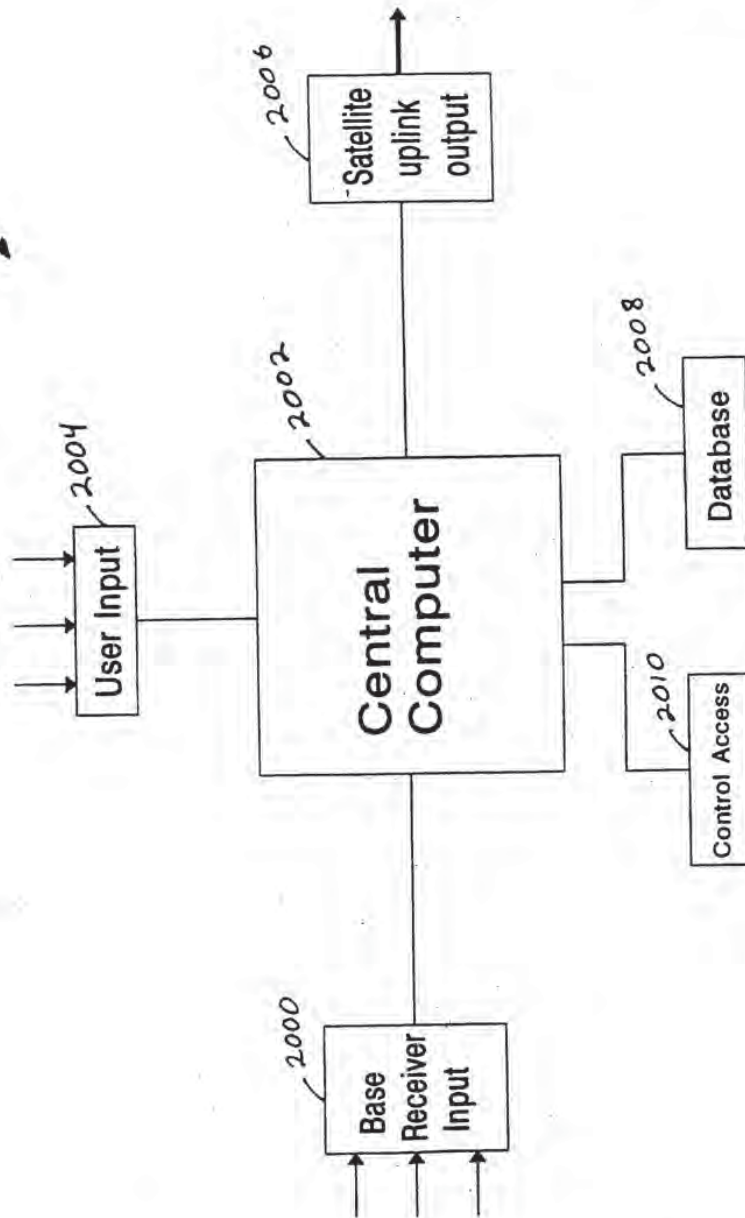 2004
User Input
2000
Base
Receiver
Input
2002
Central
Computer
2006
Satellite
uplink
output
2010
Control Access
2008
Database